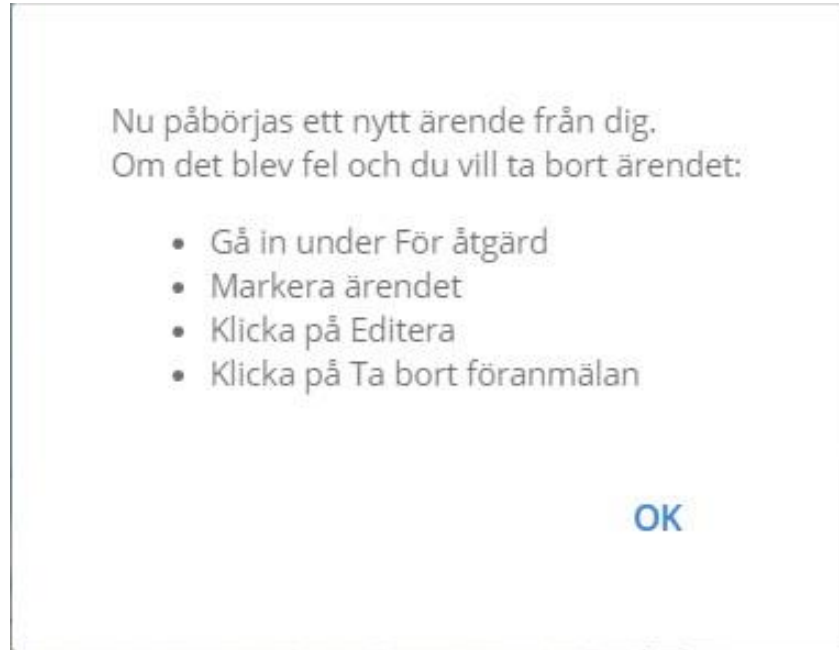 Nu påbörjas ett nytt ärende från dig.
Om det blev fel och du vill ta bort ärendet:
• Gå in under För åtgärd
• Markera ärendet
• Klicka på Editera
• Klicka på Ta bort föranmälan
OK